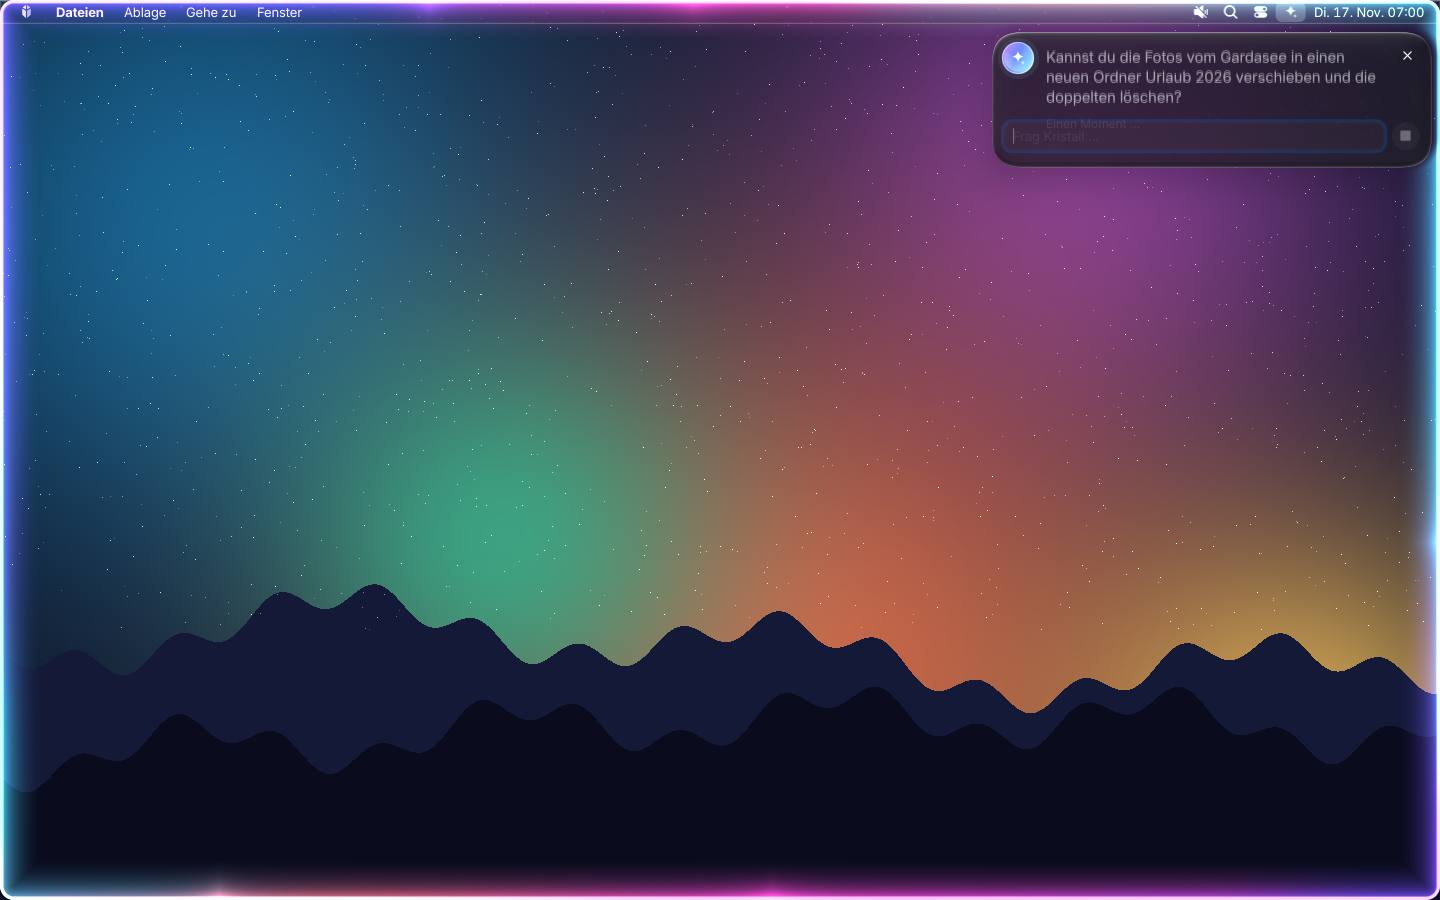 Dateien Ablage Gehe zu Fenster Di. 17. Nov. 07:00
Kannst du die Fotos vom Gardasee in einen
neuen Ordner Urlaub 2026 verschieben und die
doppelten löschen?
Einen Moment ...
Frag Kristall ...